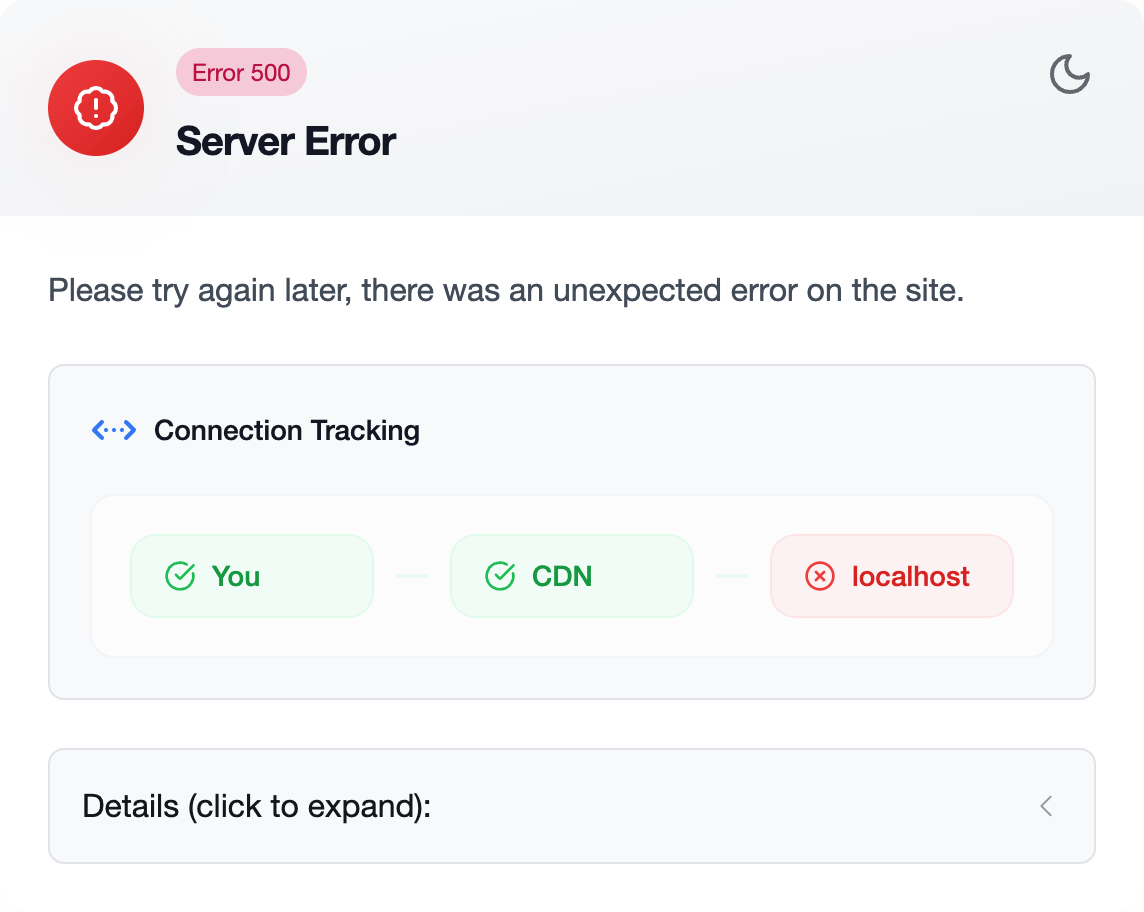 Error 500
Server Error
Please try again later, there was an unexpected error on the site.
Connection Tracking
You
CDN
localhost
Details (click to expand):